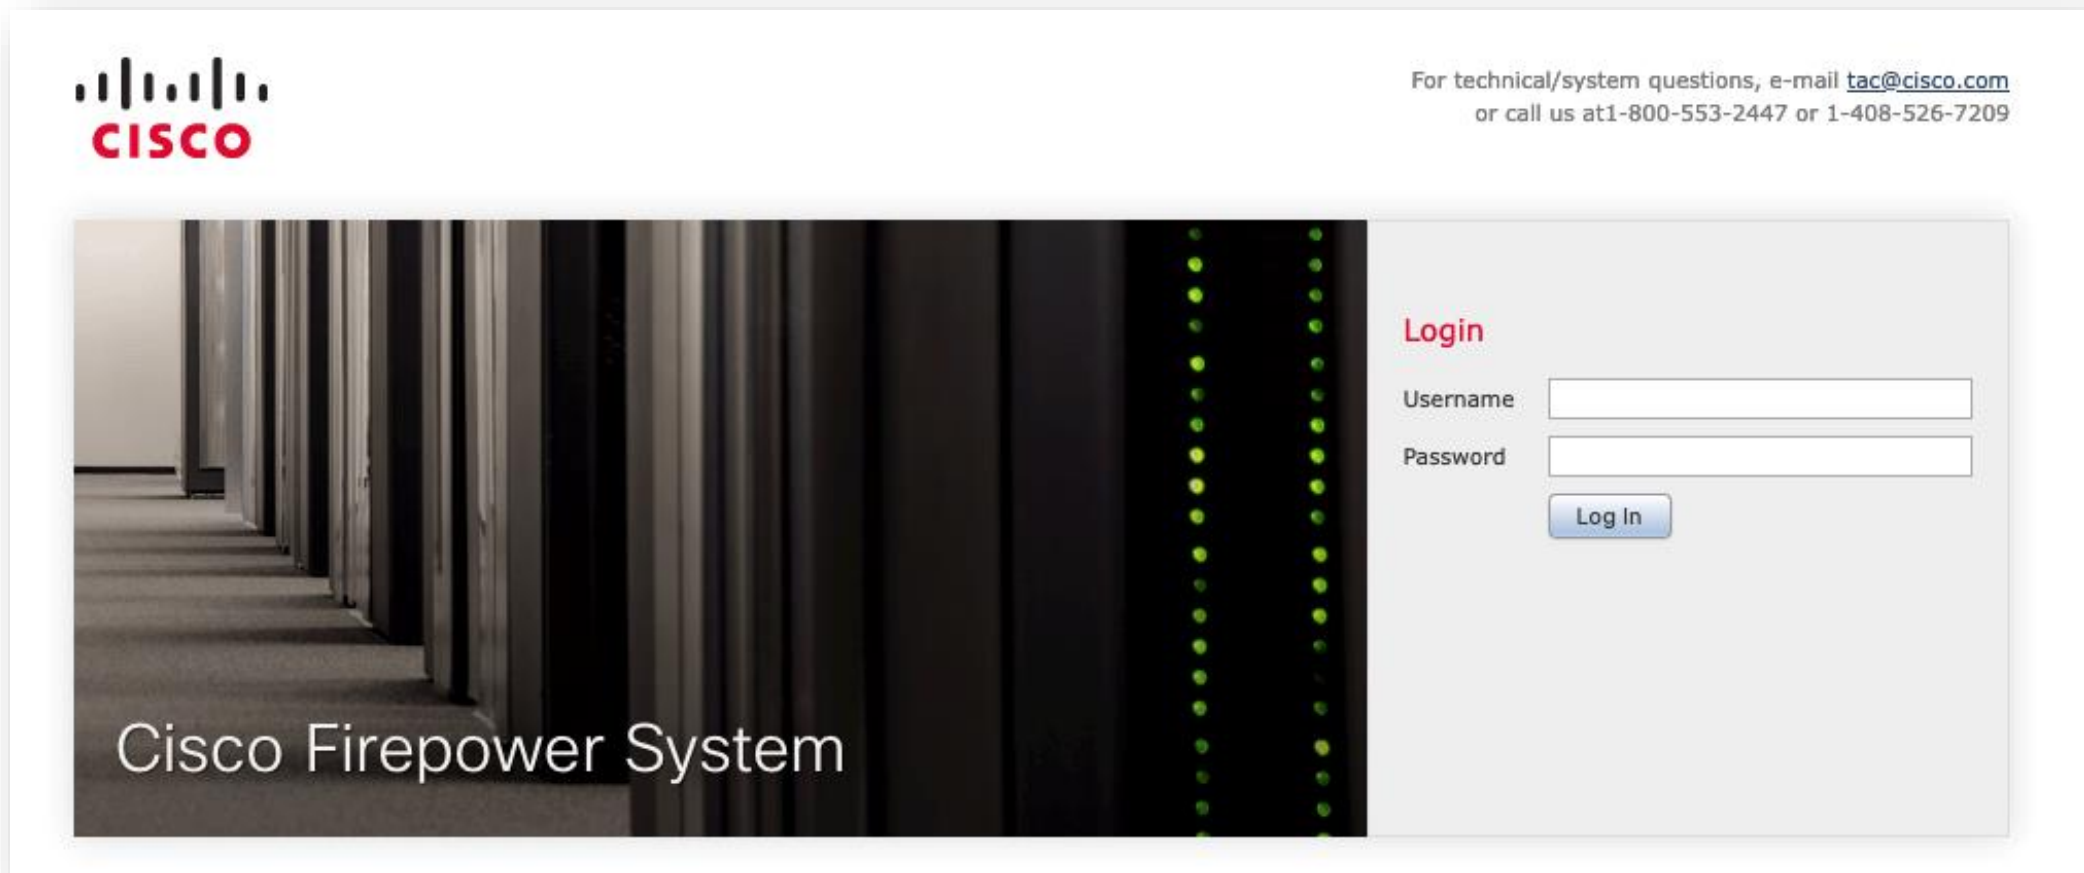 CISCO
For technical/system questions, e-mail tac@cisco.com
or call us at1-800-553-2447 or 1-408-526-7209
Login
Username
Password
Log In
Cisco Firepower System